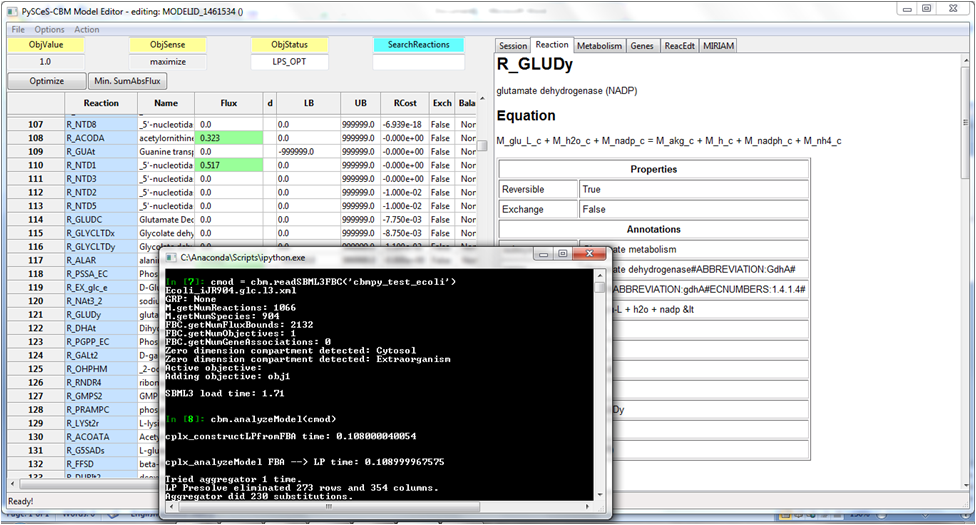 PySCeS-CBM Model Editor - editing: MODELID_1461534 ()
File Options Action
ObjValue ObjSense ObjStatus SearchReactions
1.0 maximize LPS_OPT
Optimize Min. SumAbsFlux
Reaction Name Flux d LB UB RCost Exch Bala
107 R_NTD8 _5'-nucleotida 0.0 0.0 999999.0 -6.939e-18 False Nor
108 R_ACODA acetylornithine 0.323 0.0 999999.0 -0.000e+00 False Nor
109 R_GUAt Guanine transp 0.0 -999999.0 999999.0 -0.000e+00 False Nor
110 R_NTD1 _5'-nucleotida 0.517 0.0 999999.0 -0.000e+00 False Nor
111 R_NTD3 _5'-nucleotida 0.0 0.0 999999.0 -0.000e+00 False Nor
112 R_NTD2 _5'-nucleotida 0.0 0.0 999999.0 -1.000e-02 False Nor
113 R_NTD5 _5'-nucleotida 0.0 0.0 999999.0 -1.000e-02 False Nor
114 R_GLUDC Glutamate Dec 0.0 0.0 999999.0 -7.750e-03 False Nor
115 R_GLYCLTDx Glycolate dehy 0.0 0.0 999999.0 -8.750e-03 False Nor
116 R_GLYCLTDy Glycolate dehy 0.0 0.0 999999.0
117 R_ALAR alani
118 R_PSSA_EC Phos
119 R_EX_glc_e D-Glu
120 R_NAt3_2 sodiu
121 R_GLUDy gluta
122 R_DHAt Dihy
123 R_PGPP_EC Phos
124 R_GALt2 D-ga
125 R_OHPHM _2-oc
126 R_RNDR4 ribon
127 R_GMPS2 GMP
128 R_PRAMPC phos
129 R_LYSt2r L-lys
130 R_ACOATA Acety
131 R_G5SADs L-glu
132 R_FFSD beta-
Ready!
Session Reaction Metabolism Genes ReacEdt MIRIAM
R_GLUDy
glutamate dehydrogenase (NADP)
Equation
M_glu_L_c + M_h2o_c + M_nadp_c = M_akg_c + M_h_c + M_nadph_c + M_nh4_c
Properties
Reversible True
Exchange False
Annotations
ate metabolism
ate dehydrogenase#ABBREVIATION:GdhA#
ABBREVIATION:gdhA#ECNUMBERS:1.4.1.4#
-L + h2o + nadp &lt
Dy
C:\Anaconda\Scripts\ipython.exe
In [7]: cmod = cbm.readSBML3FBC('cbmpy_test_ecoli')
Ecoli_iJR904.glc.l3.xml
GRP: None
M.getNumReactions: 1066
M.getNumSpecies: 904
FBC.getNumFluxBounds: 2132
FBC.getNumObjectives: 1
FBC.getNumGeneAssociations: 0
Zero dimension compartment detected: Cytosol
Zero dimension compartment detected: Extraorganism
Active objective:
Adding objective: obj1
SBML3 load time: 1.71
In [8]: cbm.analyzeModel(cmod)
cplx_constructLPfromFBA time: 0.108000040054
cplx_analyzeModel FBA --> LP time: 0.108999967575
Tried aggregator 1 time.
LP Presolve eliminated 273 rows and 354 columns.
Aggregator did 230 substitutions.